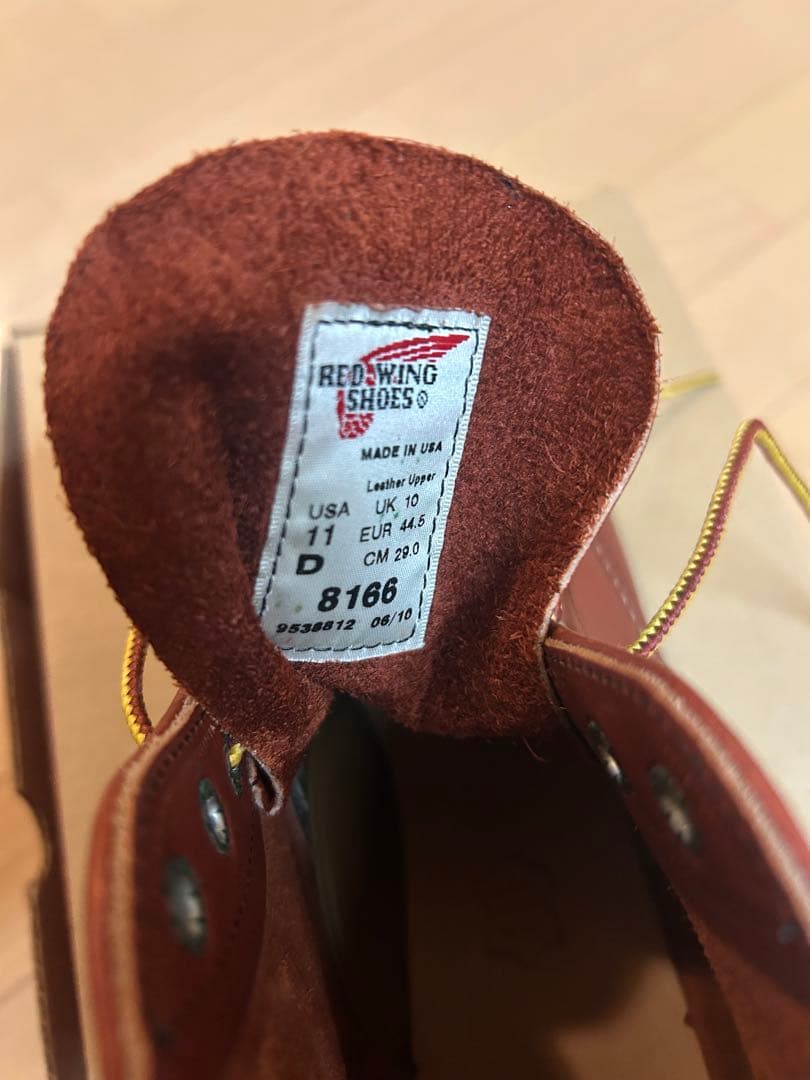 RED WING
SHOES®
MADE IN USA
Leather Upper
USA UK 10
11 EUR 44.5
D CM 29.0
8166
9538812 06/10